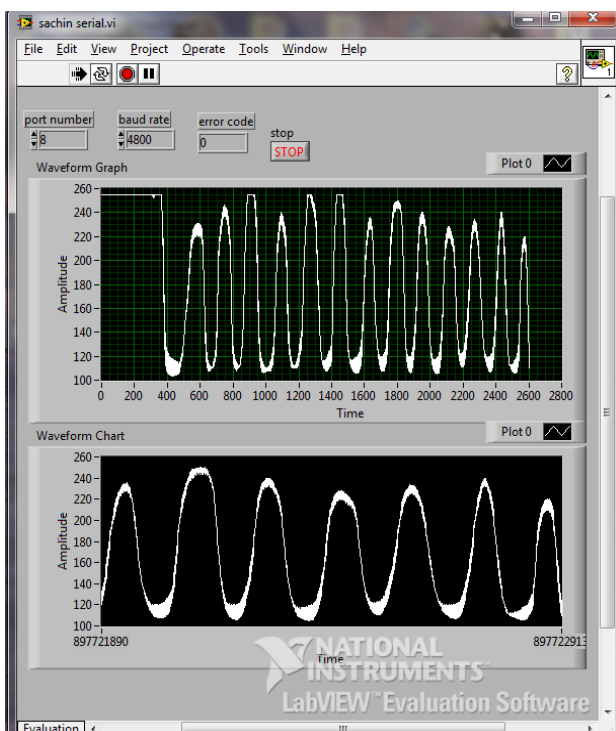 sachin serial.vi
File Edit View Project Operate Tools Window Help
1
port number baud rate error code stop
8 4800 0 STOP
Waveform Graph Plot 0
260
240
220
200
180
160
140
120
100
Amplitude
0 200 400 600 800 1000 1200 1400 1600 1800 2000 2200 2400 2600 2800
Time
Waveform Chart Plot 0
260
240
220
200
180
160
140
120
100
Amplitude
897721890 897722913
Time
NATIONAL
INSTRUMENTS
LabVIEW™ Evaluation Software
Evaluation